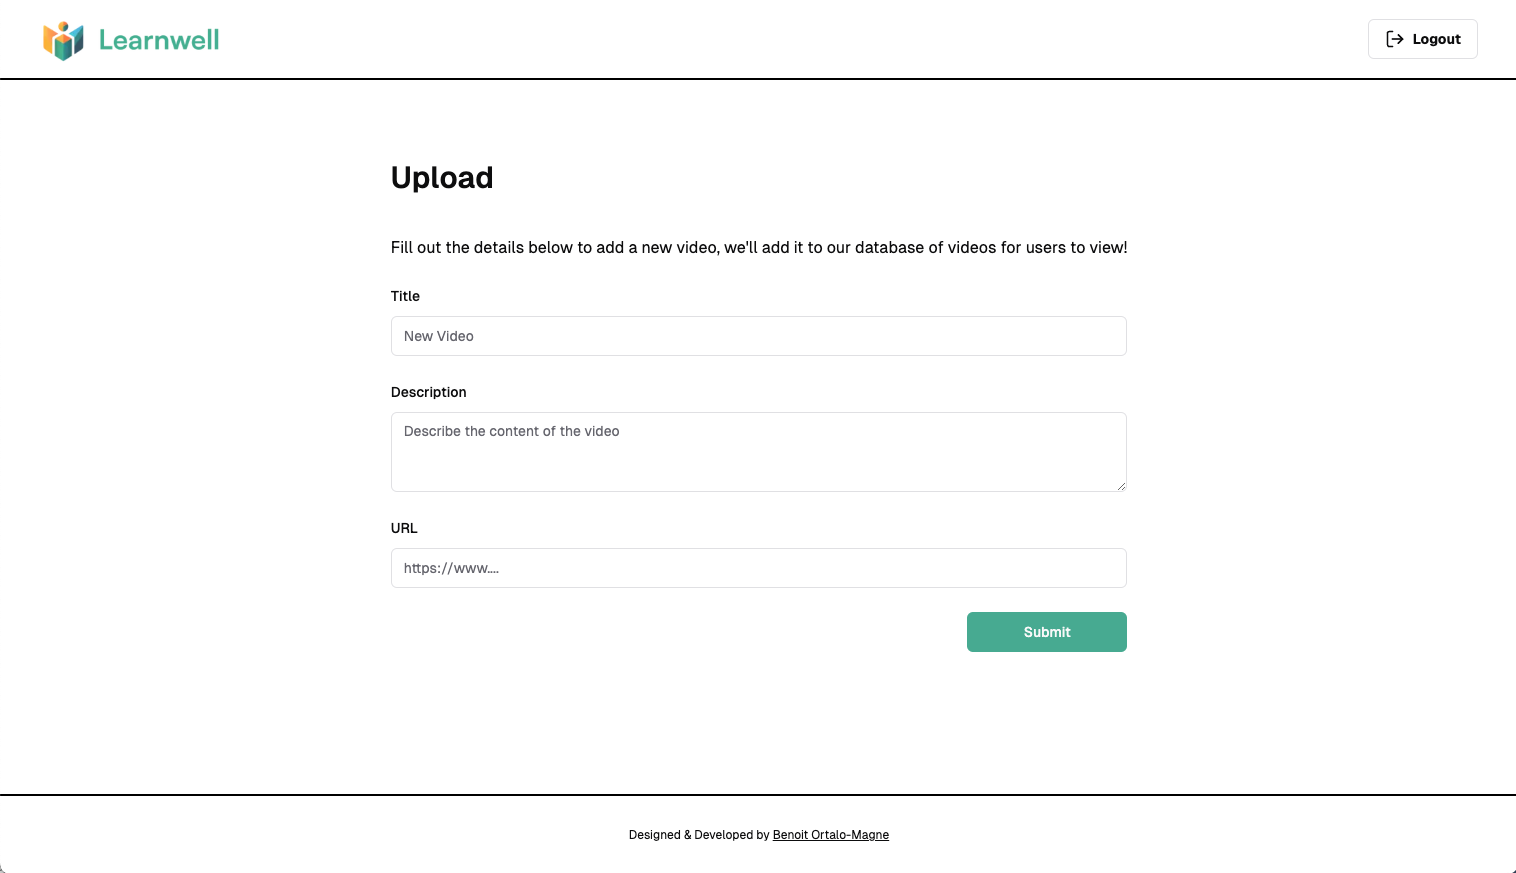 Learnwell
Logout
Upload
Fill out the details below to add a new video, we'll add it to our database of videos for users to view!
Title
New Video
Description
Describe the content of the video
URL
https://www....
Submit
Designed & Developed by Benoit Ortalo-Magne